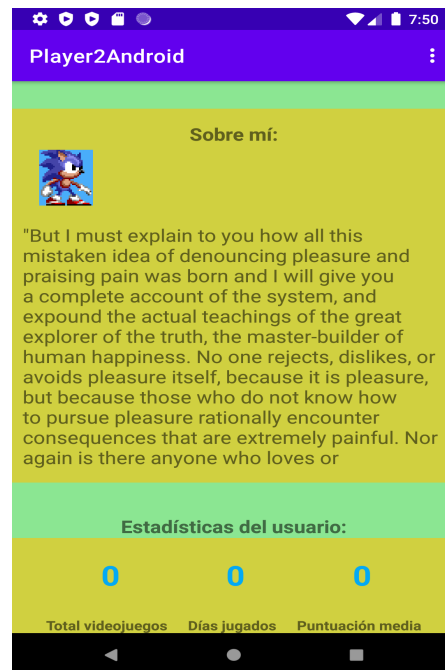 7:50
Player2Android
Sobre mí:
"But I must explain to you how all this
mistaken idea of denouncing pleasure and
praising pain was born and I will give you
a complete account of the system, and
expound the actual teachings of the great
explorer of the truth, the master-builder of
human happiness. No one rejects, dislikes, or
avoids pleasure itself, because it is pleasure,
but because those who do not know how
to pursue pleasure rationally encounter
consequences that are extremely painful. Nor
again is there anyone who loves or
Estadísticas del usuario:
0 0 0
Total videojuegos Días jugados Puntuación media